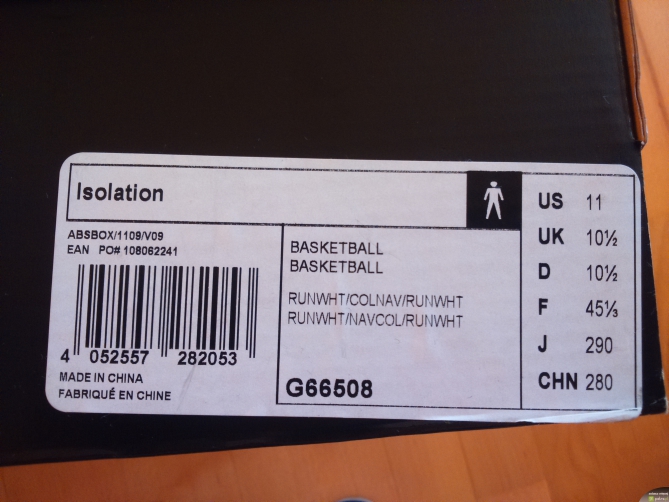 Isolation
ABSBOX/1109/V09
EAN PO# 108062241
4 052557 282053
MADE IN CHINA
FABRIQUÉ EN CHINE
BASKETBALL
BASKETBALL
RUNWHT/COLNAV/RUNWHT
RUNWHT/NAVCOL/RUNWHT
G66508
US 11
UK 10½
D 10½
F 45⅓
J 290
CHN 280